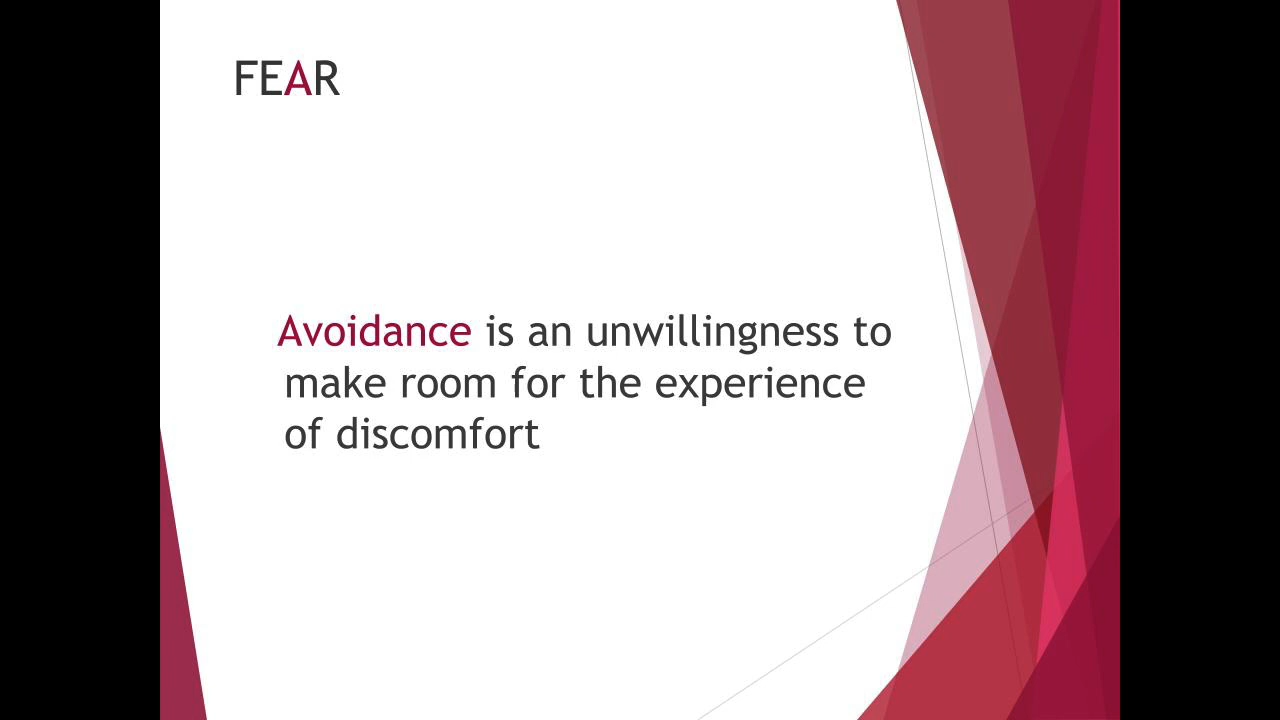 FEAR
Avoidance is an unwillingness to
make room for the experience
of discomfort